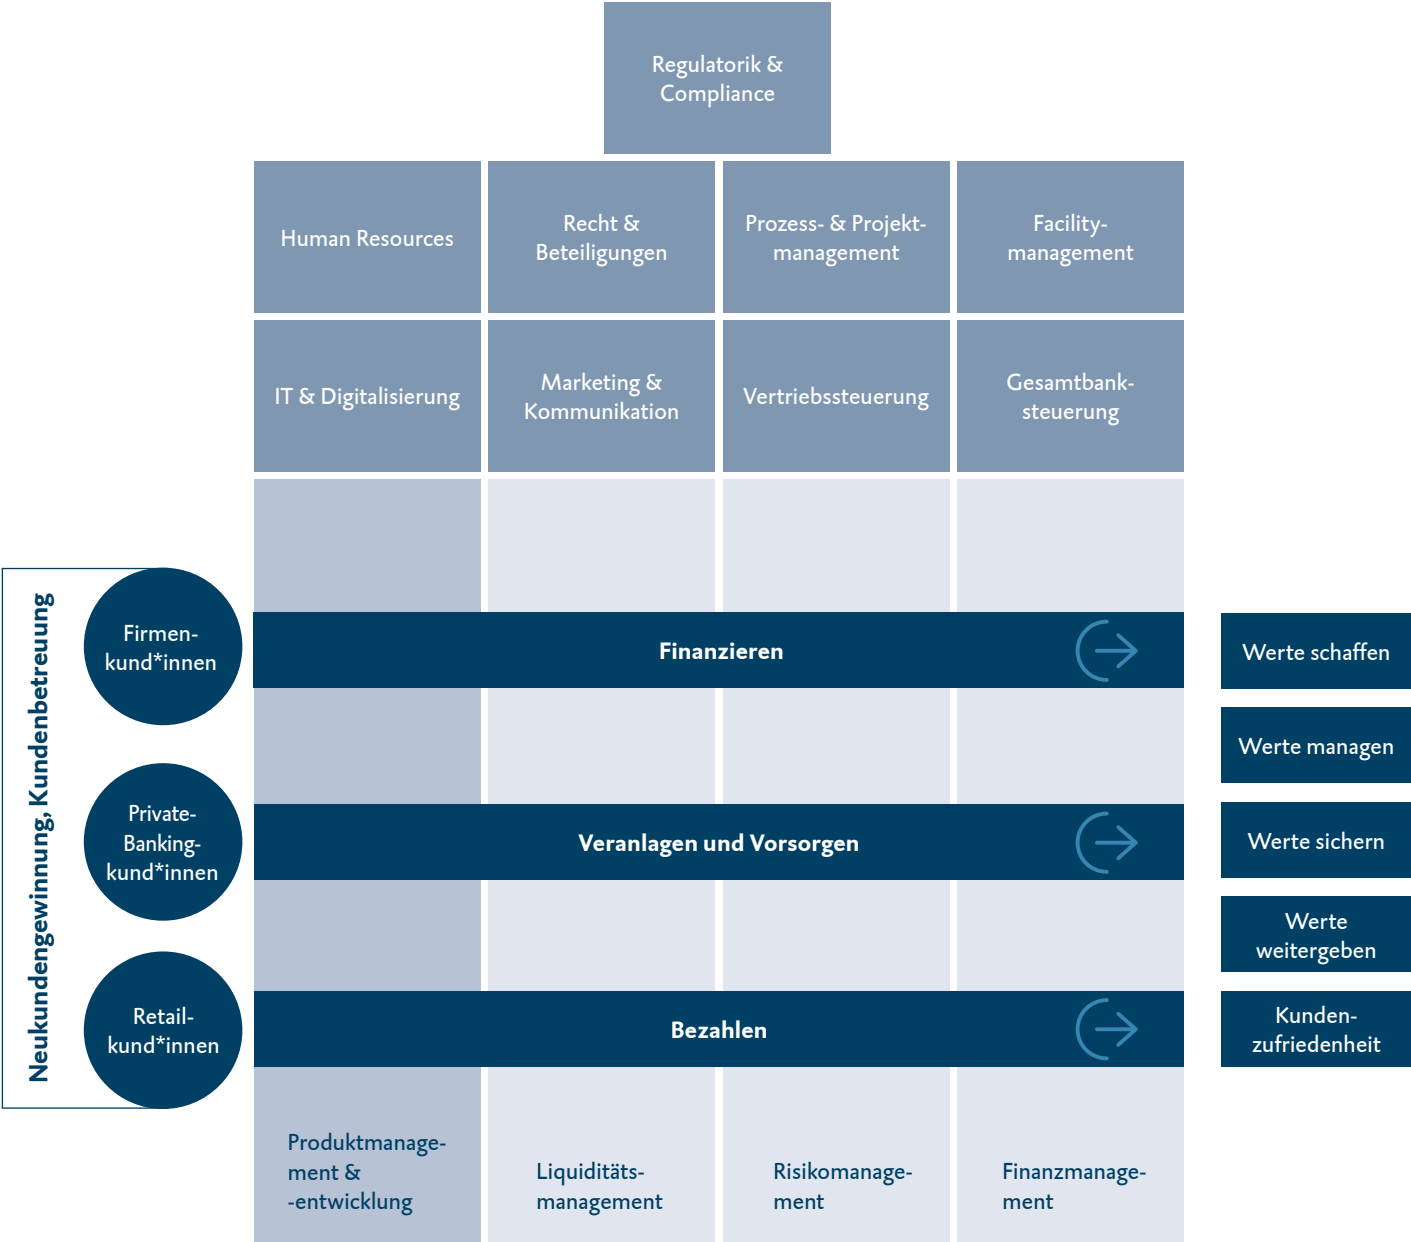 Regulatorik &
Compliance
Human Resources
Recht &
Beteiligungen
Prozess- & Projekt-
management
Facility-
management
IT & Digitalisierung
Marketing &
Kommunikation
Vertriebssteuerung
Gesamtbank-
steuerung
Neukundengewinnung, Kundenbetreuung
Firmen-
kund*innen
Finanzieren
Werte schaffen
Werte managen
Private-
Banking-
kund*innen
Veranlagen und Vorsorgen
Werte sichern
Werte
weitergeben
Retail-
kund*innen
Bezahlen
Kunden-
zufriedenheit
Produktmanage-
ment &
-entwicklung
Liquiditäts-
management
Risikomanage-
ment
Finanzmanage-
ment